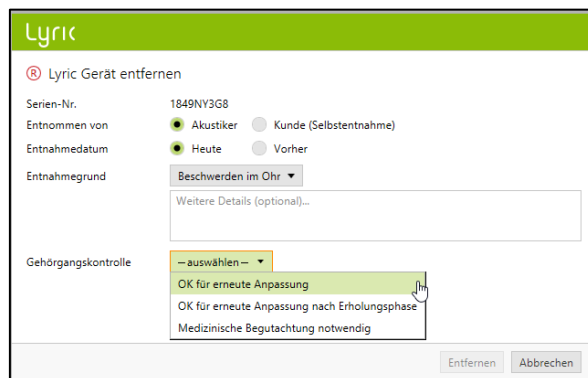 Lyric
® Lyric Gerät entfernen
Serien-Nr. 1849NY3G8
Entnommen von Akustiker Kunde (Selbstentnahme)
Entnahmedatum Heute Vorher
Entnahmegrund Beschwerden im Ohr
Weitere Details (optional)...
Gehörgangskontrolle —auswählen—
OK für erneute Anpassung
OK für erneute Anpassung nach Erholungsphase
Medizinische Begutachtung notwendig
Entfernen Abbrechen